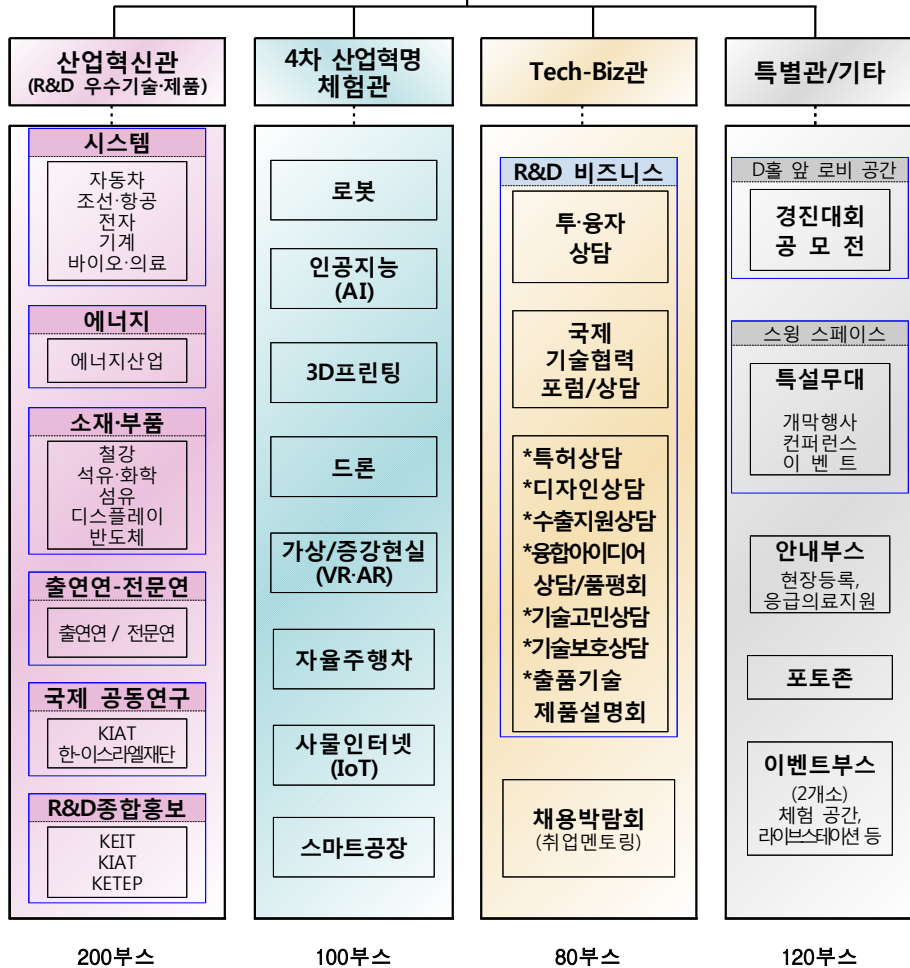 산업혁신관
(R&D 우수기술·제품)
시스템
자동차
조선·항공
전자
기계
바이오·의료
에너지
에너지산업
소재·부품
철강
석유·화학
섬유
디스플레이
반도체
출연연-전문연
출연연 / 전문연
국제 공동연구
KIAT
한-이스라엘재단
R&D종합홍보
KEIT
KIAT
KETEP
200부스
4차 산업혁명
체험관
로봇
인공지능
(AI)
3D프린팅
드론
가상/증강현실
(VR·AR)
자율주행차
사물인터넷
(IoT)
스마트공장
100부스
Tech-Biz관
R&D 비즈니스
투·융자
상담
국제
기술협력
포럼/상담
*특허상담
*디자인상담
*수출지원상담
*융합아이디어
상담/품평회
*기술고민상담
*기술보호상담
*출품기술
제품설명회
채용박람회
(취업멘토링)
80부스
특별관/기타
D홀 앞 로비 공간
경진대회
공 모 전
스윙 스페이스
특설무대
개막행사
컨퍼런스
이 벤 트
안내부스
현장등록,
응급의료지원
포토존
이벤트부스
(2개소)
체험 공간,
라이브스테이션 등
120부스